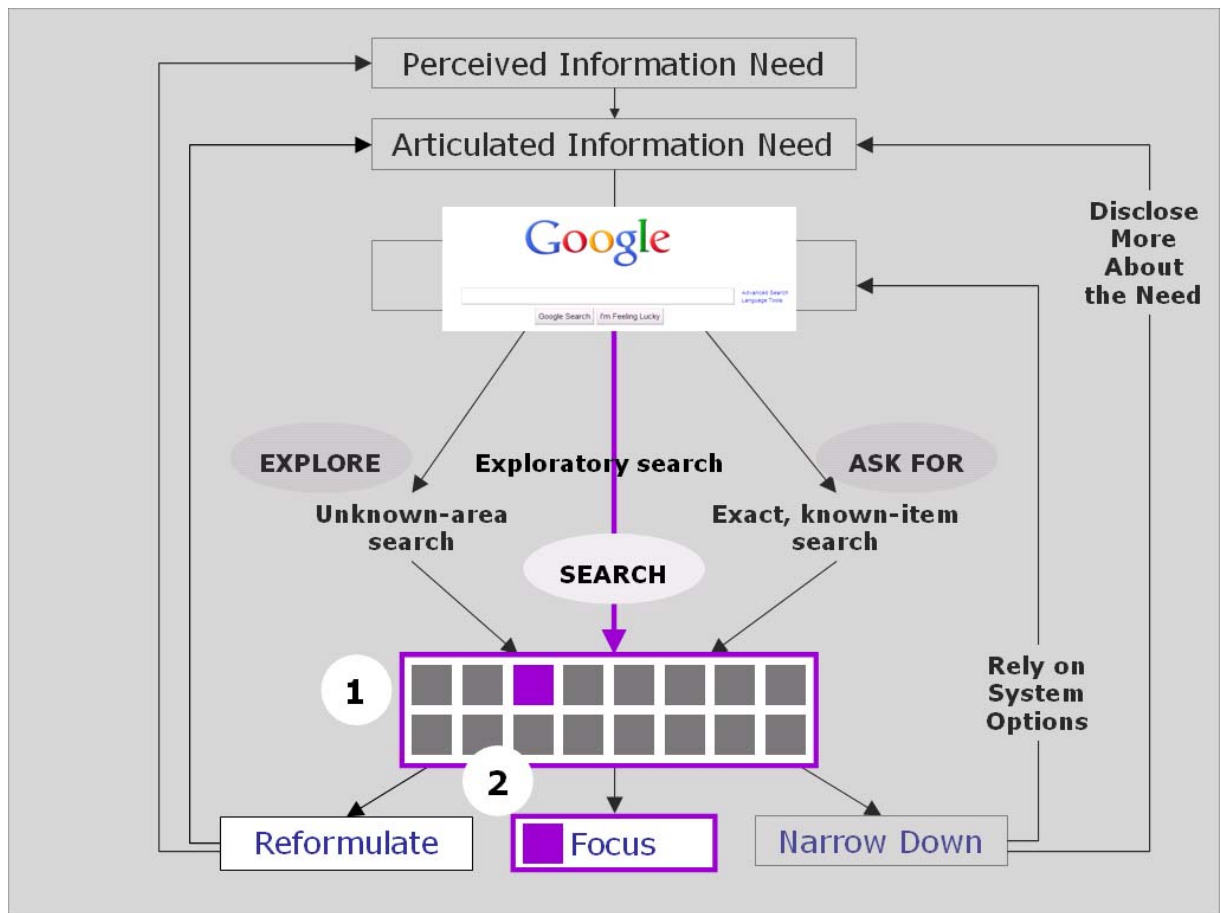 Perceived Information Need
Articulated Information Need
Disclose
More
About
the Need
Google
Advanced Search
Language Tools
Google Search
I'm Feeling Lucky
EXPLORE
Exploratory search
ASK FOR
Unknown-area
search
Exact, known-item
search
SEARCH
Rely on
System
Options
1
2
Reformulate
Focus
Narrow Down